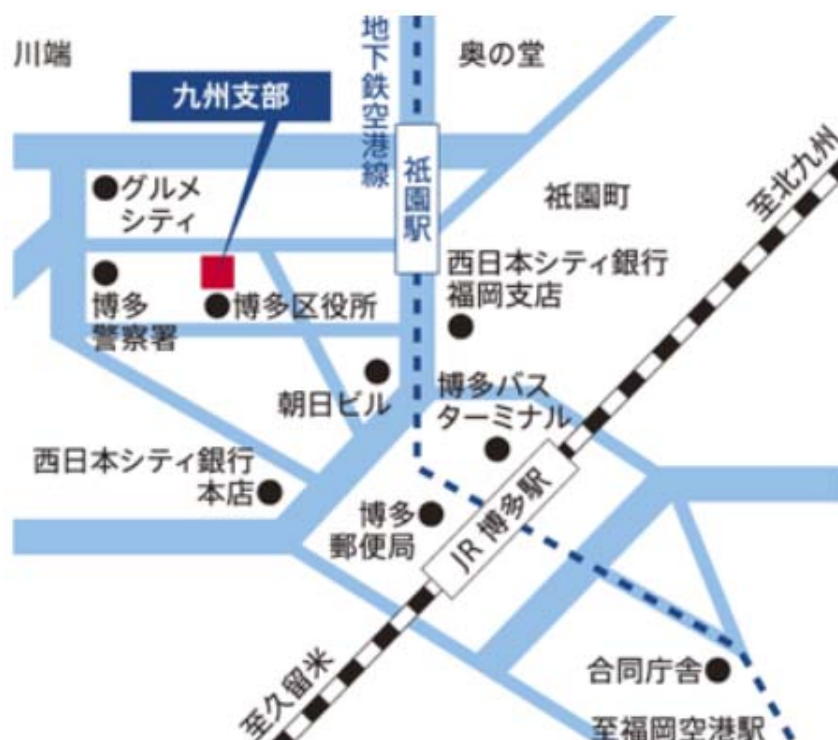 川端
奥の堂
地下鉄空港線
九州支部
祇園駅
グルメ
シティ
祇園町
至北九州
西日本シティ銀行
福岡支店
博多
警察署
博多区役所
朝日ビル
博多バス
ターミナル
西日本シティ銀行
本店
博多
郵便局
JR 博多駅
至久留米
合同庁舎
至福岡空港駅